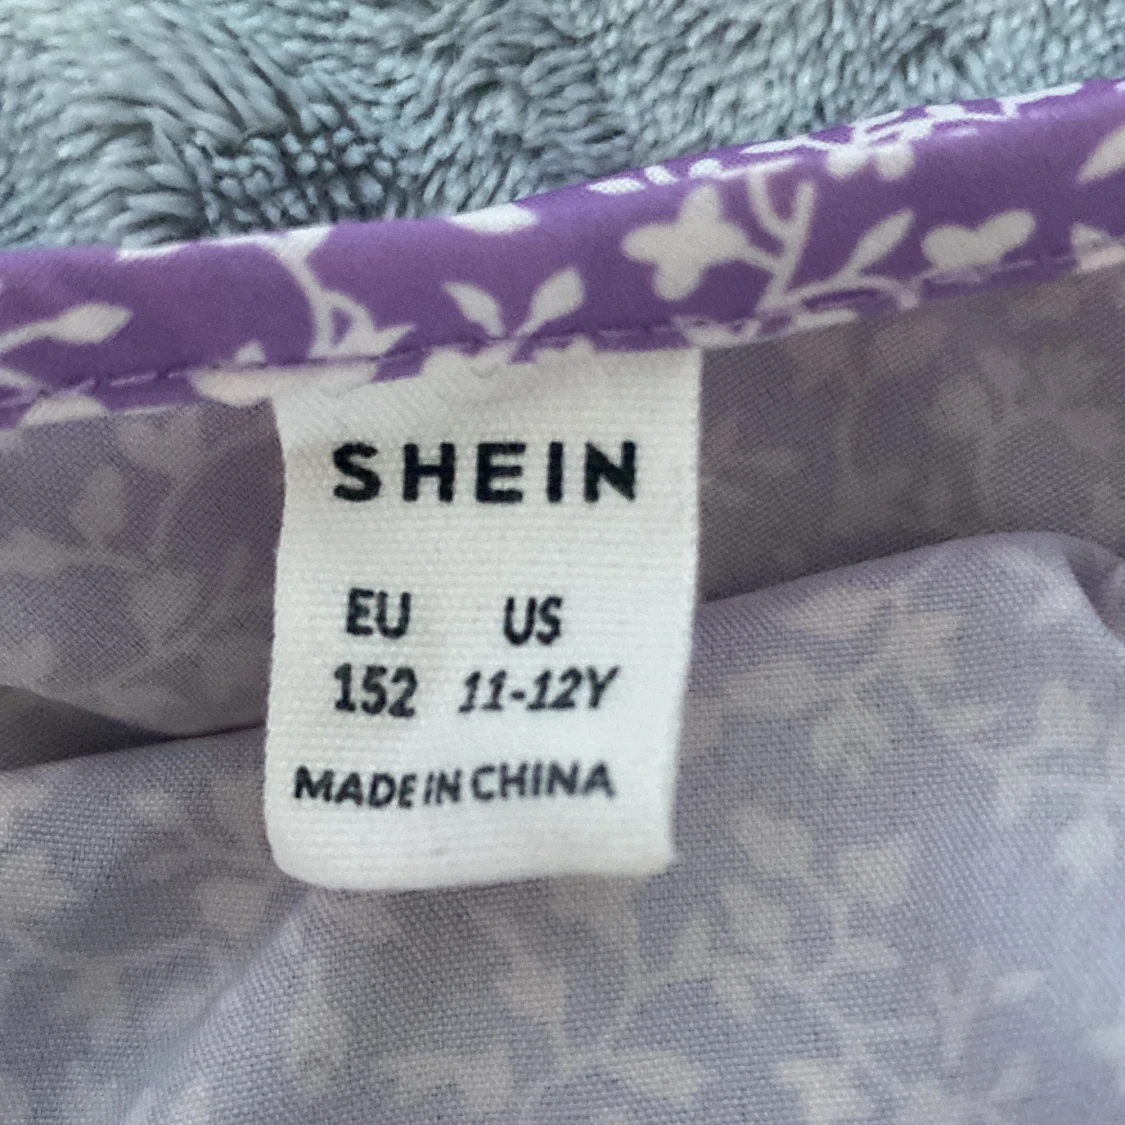 SHEIN
EU US
152 11-12Y
MADE IN CHINA